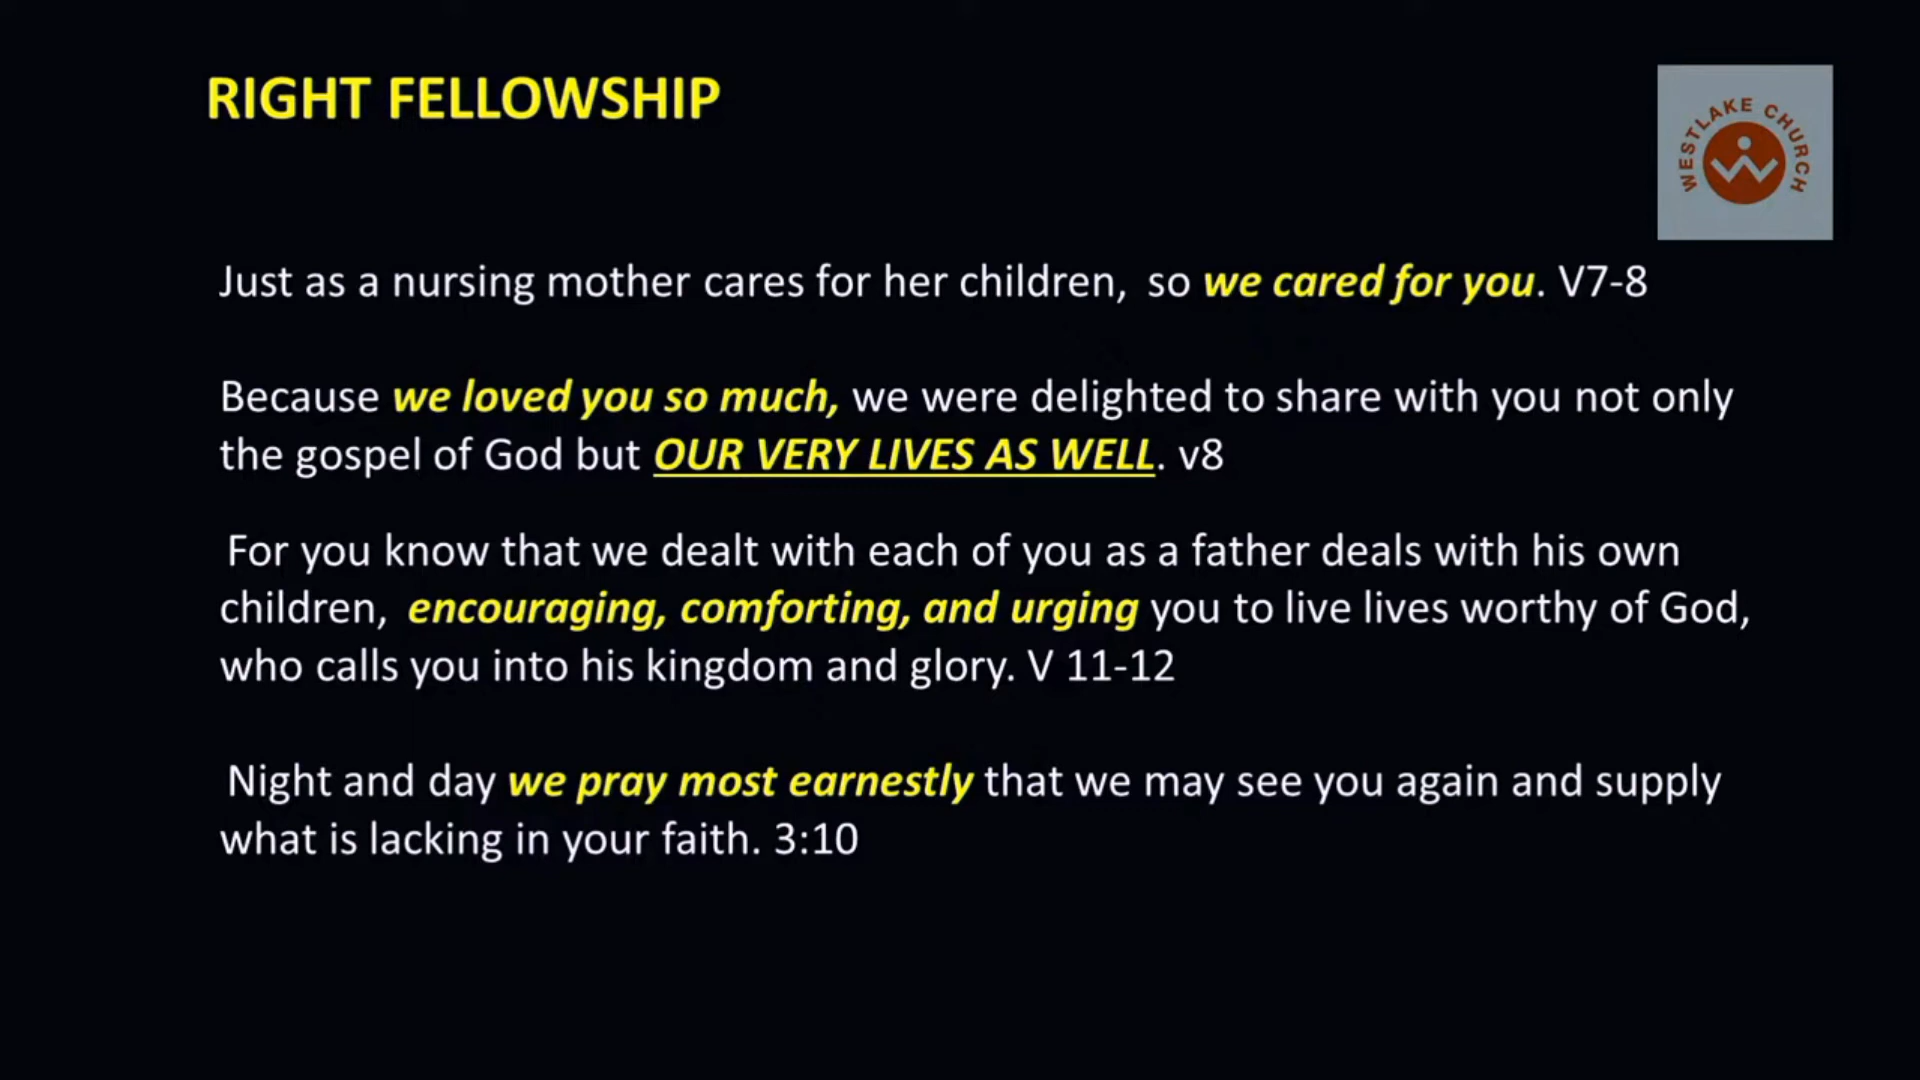 RIGHT FELLOWSHIP
WESTLAKE CHURCH
Just as a nursing mother cares for her children, so we cared for you. V7-8
Because we loved you so much, we were delighted to share with you not only
the gospel of God but OUR VERY LIVES AS WELL. v8
For you know that we dealt with each of you as a father deals with his own
children, encouraging, comforting, and urging you to live lives worthy of God,
who calls you into his kingdom and glory. V 11-12
Night and day we pray most earnestly that we may see you again and supply
what is lacking in your faith. 3:10